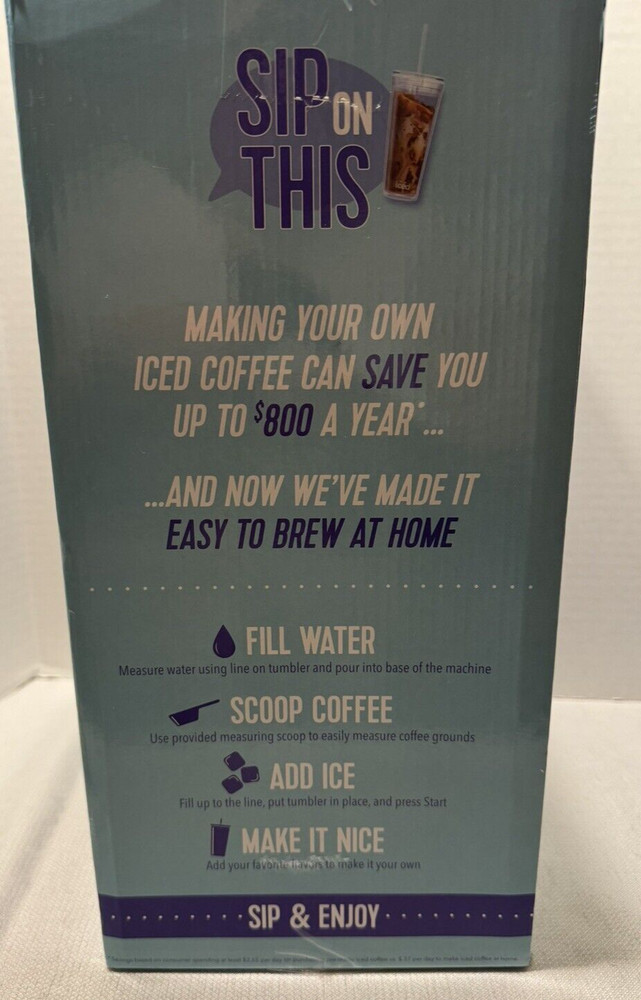 SIP ON
THIS
MAKING YOUR OWN
ICED COFFEE CAN SAVE YOU
UP TO $800 A YEAR*...
...AND NOW WE'VE MADE IT
EASY TO BREW AT HOME
FILL WATER
Measure water using line on tumbler and pour into base of the machine
SCOOP COFFEE
Use provided measuring scoop to easily measure coffee grounds
ADD ICE
Fill up to the line, put tumbler in place, and press Start
MAKE IT NICE
Add your favorite flavors to make it your own
SIP & ENJOY